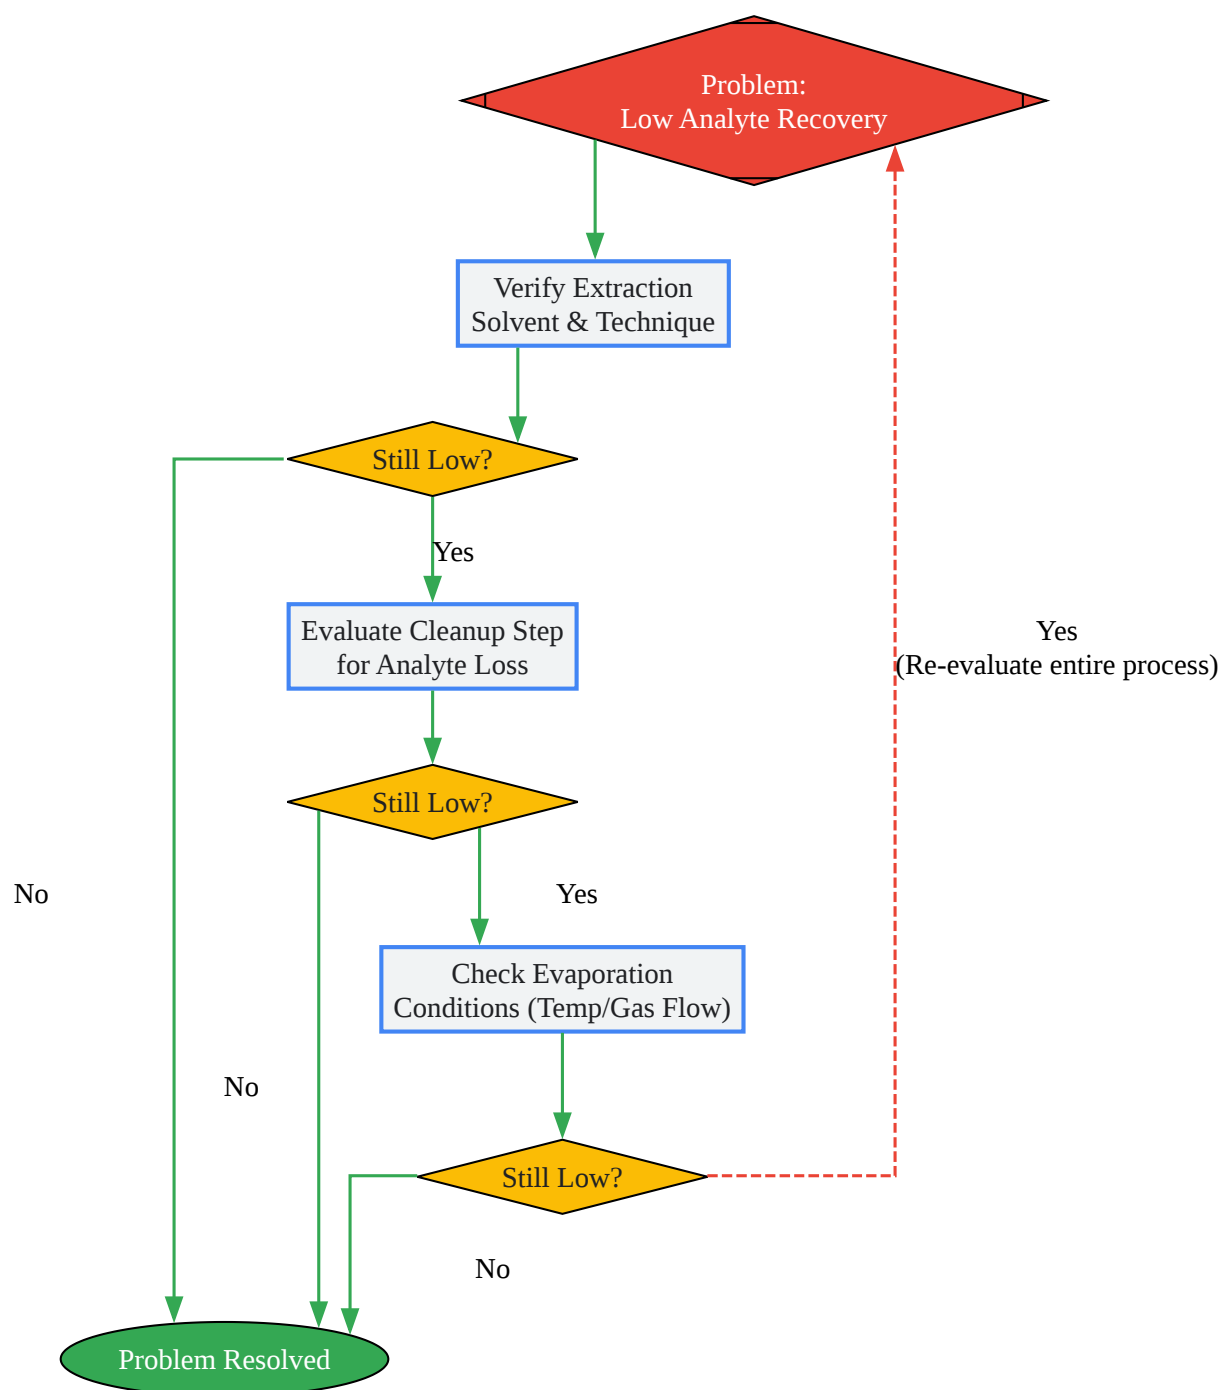 Problem:
Low Analyte Recovery
Verify Extraction
Solvent & Technique
Still Low?
Yes
Evaluate Cleanup Step
for Analyte Loss
Yes
(Re-evaluate entire process)
Still Low?
No
Yes
Check Evaporation
Conditions (Temp/Gas Flow)
No
Still Low?
No
Problem Resolved